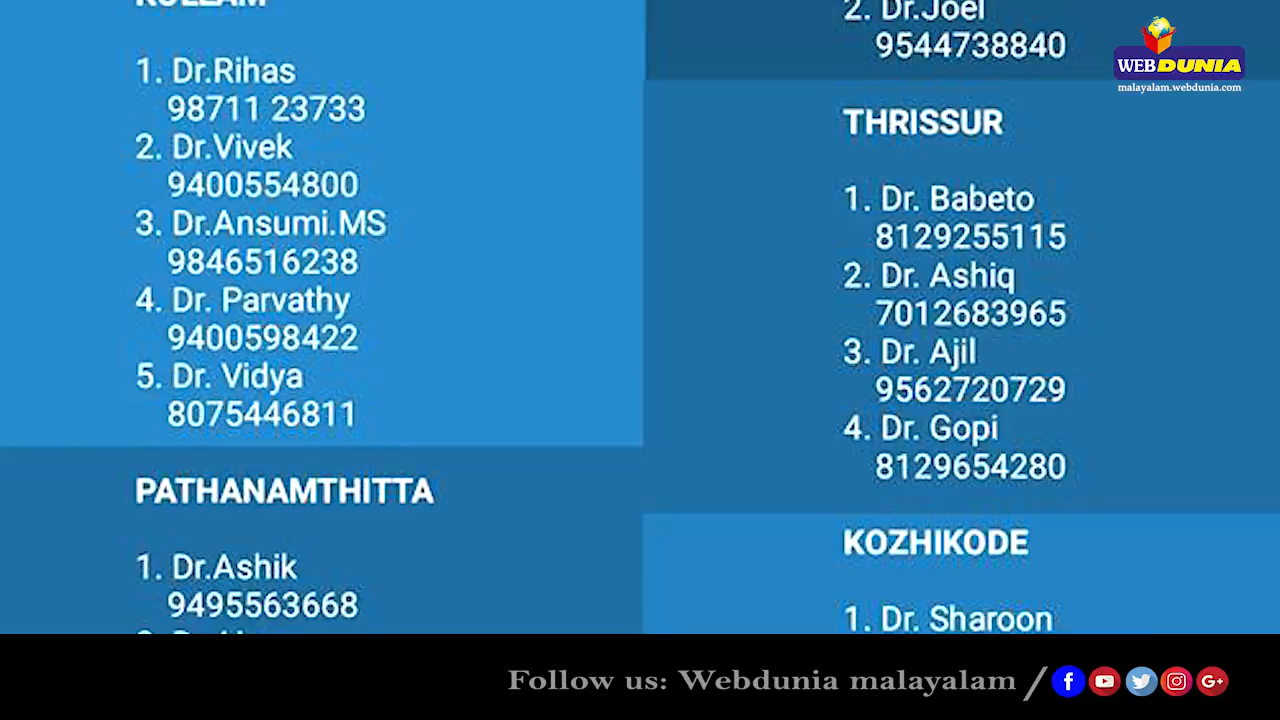 KOLLAM
1. Dr.Rihas
98711 23733
2. Dr.Vivek
9400554800
3. Dr.Ansumi.MS
9846516238
4. Dr. Parvathy
9400598422
5. Dr. Vidya
8075446811
PATHANAMTHITTA
1. Dr.Ashik
9495563668
2. Dr.Joel
9544738840
THRISSUR
1. Dr. Babeto
8129255115
2. Dr. Ashiq
7012683965
3. Dr. Ajil
9562720729
4. Dr. Gopi
8129654280
KOZHIKODE
1. Dr. Sharoon
WEBDUNIA
malayalam.webdunia.com
Follow us: Webdunia malayalam /